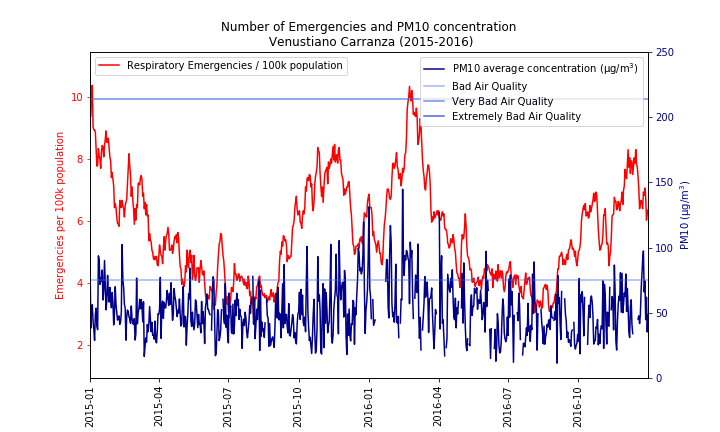 Number of Emergencies and PM10 concentration
Venustiano Carranza (2015-2016)
Respiratory Emergencies / 100k population
PM10 average concentration (μg/m³)
Bad Air Quality
Very Bad Air Quality
Extremely Bad Air Quality
Emergencies per 100k population
10
8
6
4
2
250
200
150
100
50
0
PM10 (μg/m³)
2015-01
2015-04
2015-07
2015-10
2016-01
2016-04
2016-07
2016-10